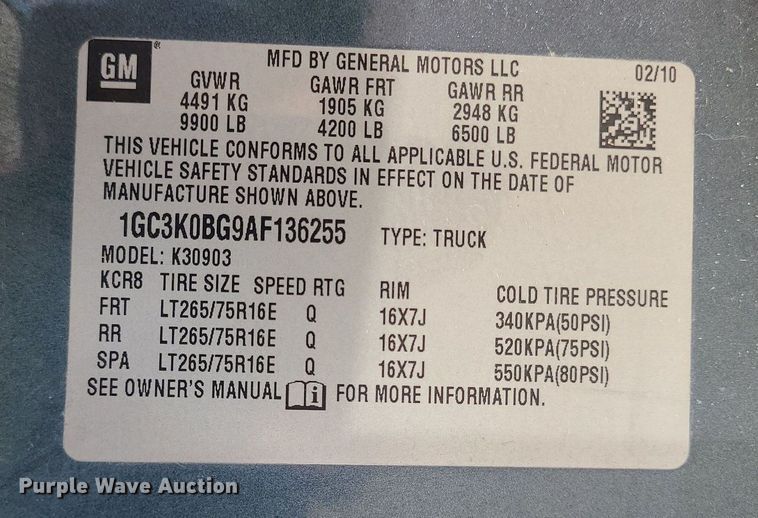 GM
MFD BY GENERAL MOTORS LLC 02/10
GVWR GAWR FRT GAWR RR
4491 KG 1905 KG 2948 KG
9900 LB 4200 LB 6500 LB
THIS VEHICLE CONFORMS TO ALL APPLICABLE U.S. FEDERAL MOTOR
VEHICLE SAFETY STANDARDS IN EFFECT ON THE DATE OF
MANUFACTURE SHOWN ABOVE.
1GC3K0BG9AF136255 TYPE: TRUCK
MODEL: K30903
KCR8 TIRE SIZE SPEED RTG RIM COLD TIRE PRESSURE
FRT LT265/75R16E Q 16X7J 340KPA(50PSI)
RR LT265/75R16E Q 16X7J 520KPA(75PSI)
SPA LT265/75R16E Q 16X7J 550KPA(80PSI)
SEE OWNER'S MANUAL i FOR MORE INFORMATION.
Purple Wave Auction